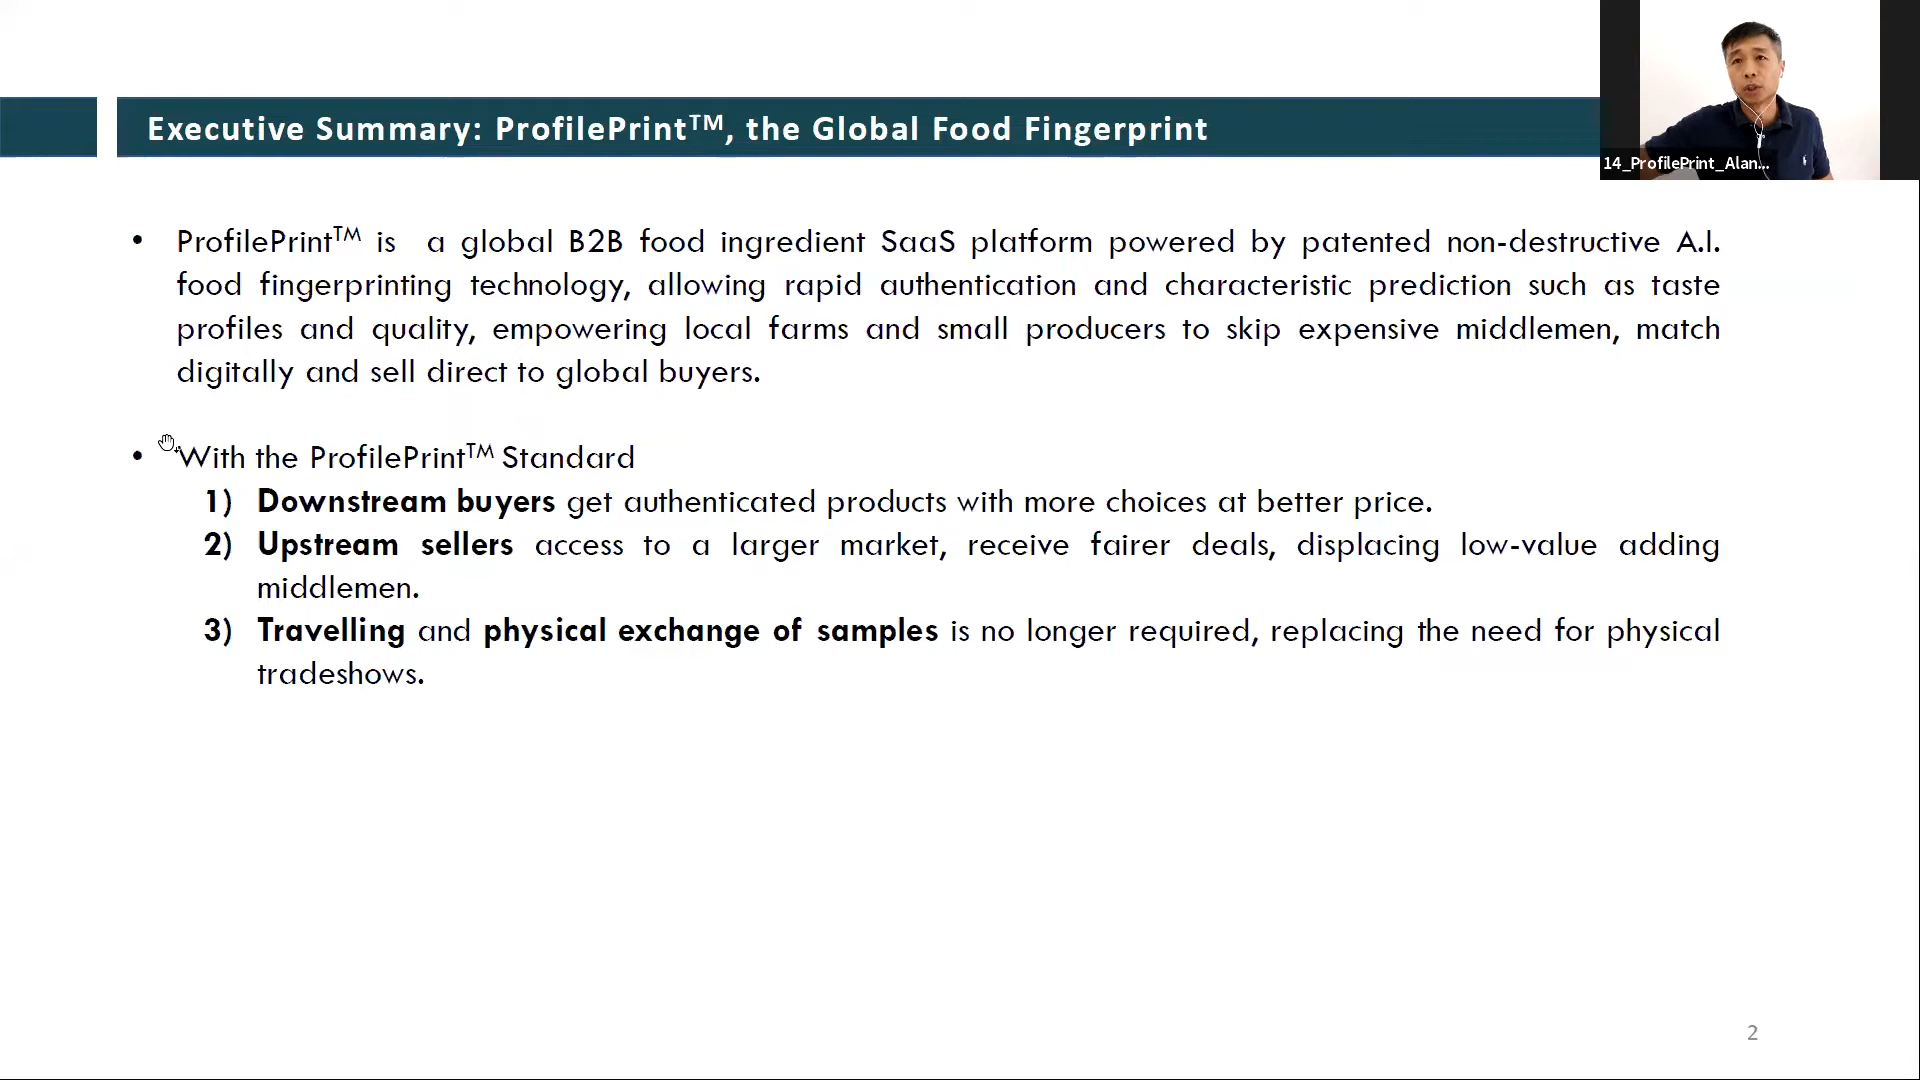 Executive Summary: ProfilePrint™, the Global Food Fingerprint
14_ProfilePrint_Alan...
• ProfilePrint™ is a global B2B food ingredient SaaS platform powered by patented non-destructive A.I.
food fingerprinting technology, allowing rapid authentication and characteristic prediction such as taste
profiles and quality, empowering local farms and small producers to skip expensive middlemen, match
digitally and sell direct to global buyers.
• With the ProfilePrint™ Standard
1) Downstream buyers get authenticated products with more choices at better price.
2) Upstream sellers access to a larger market, receive fairer deals, displacing low-value adding
middlemen.
3) Travelling and physical exchange of samples is no longer required, replacing the need for physical
tradeshows.
2